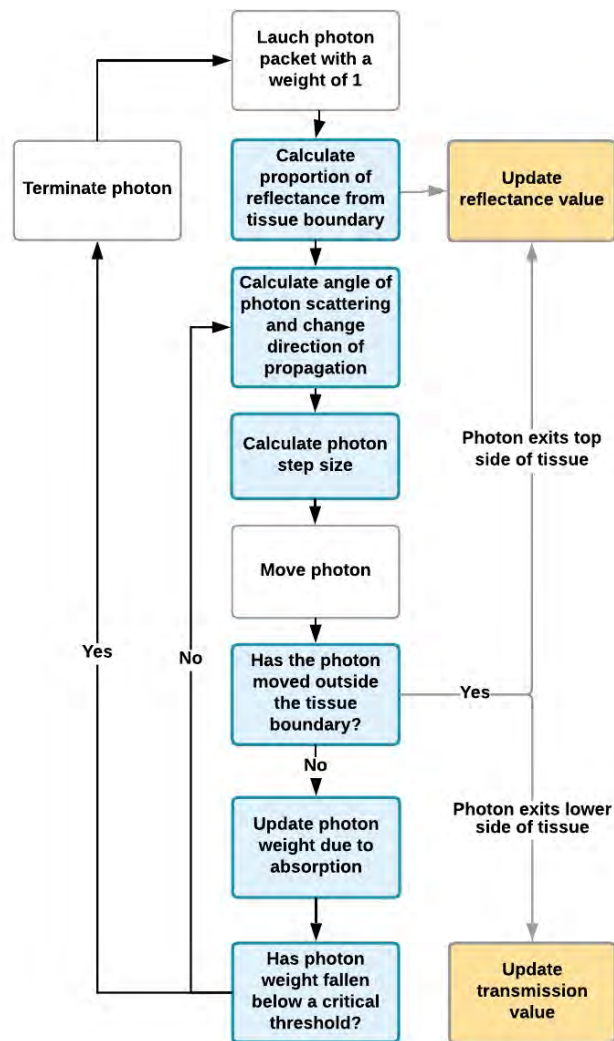 Lauch photon
packet with a
weight of 1
Terminate photon
Calculate
proportion of
reflectance from
tissue boundary
Update
reflectance value
Calculate angle of
photon scattering
and change
direction of
propagation
Calculate photon
step size
Photon exits top
side of tissue
Move photon
Yes
No
Has the photon
moved outside
the tissue
boundary?
Yes
No
Update photon
weight due to
absorption
Photon exits lower
side of tissue
Has photon
weight fallen
below a critical
threshold?
Update
transmission
value